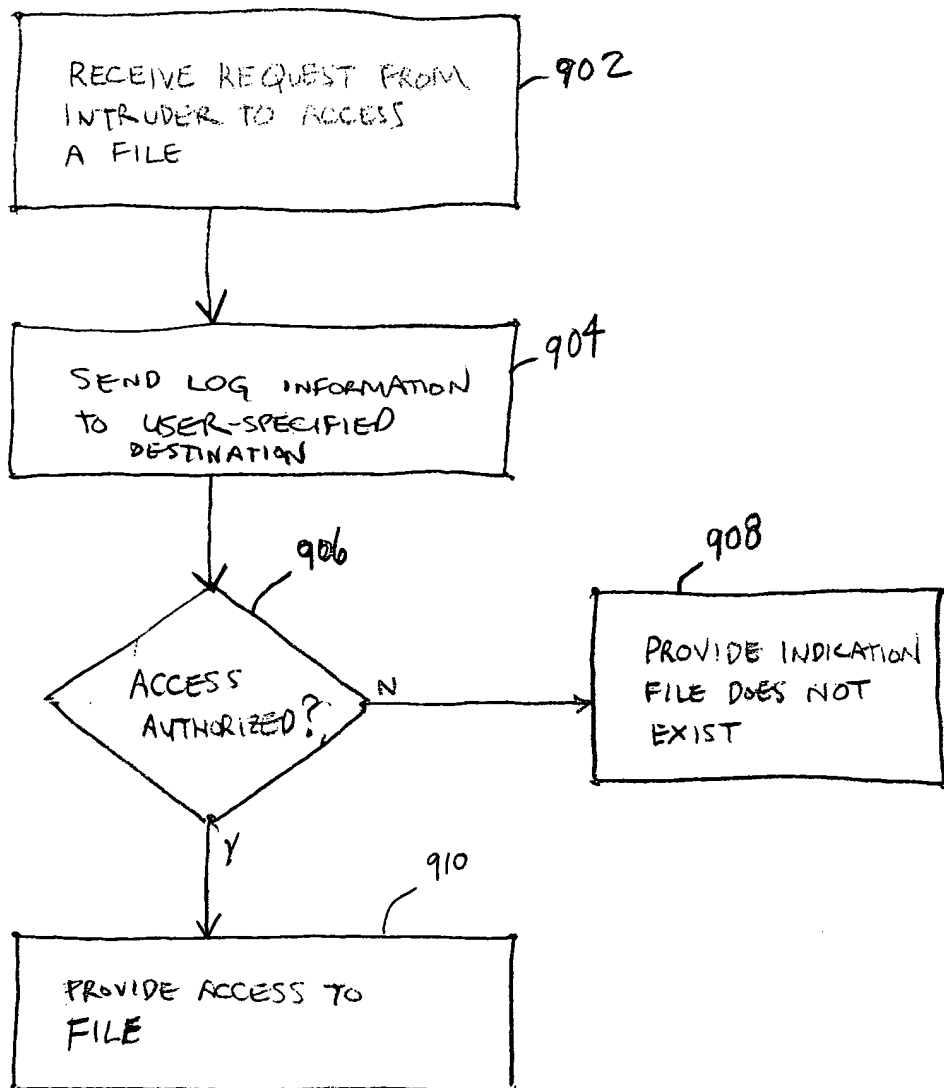 RECEIVE REQUEST FROM
INTRUDER TO ACCESS
A FILE
902
SEND LOG INFORMATION
TO USER-SPECIFIED
DESTINATION
904
906
ACCESS
AUTHORIZED?
N
908
PROVIDE INDICATION
FILE DOES NOT
EXIST
Y
910
PROVIDE ACCESS TO
FILE